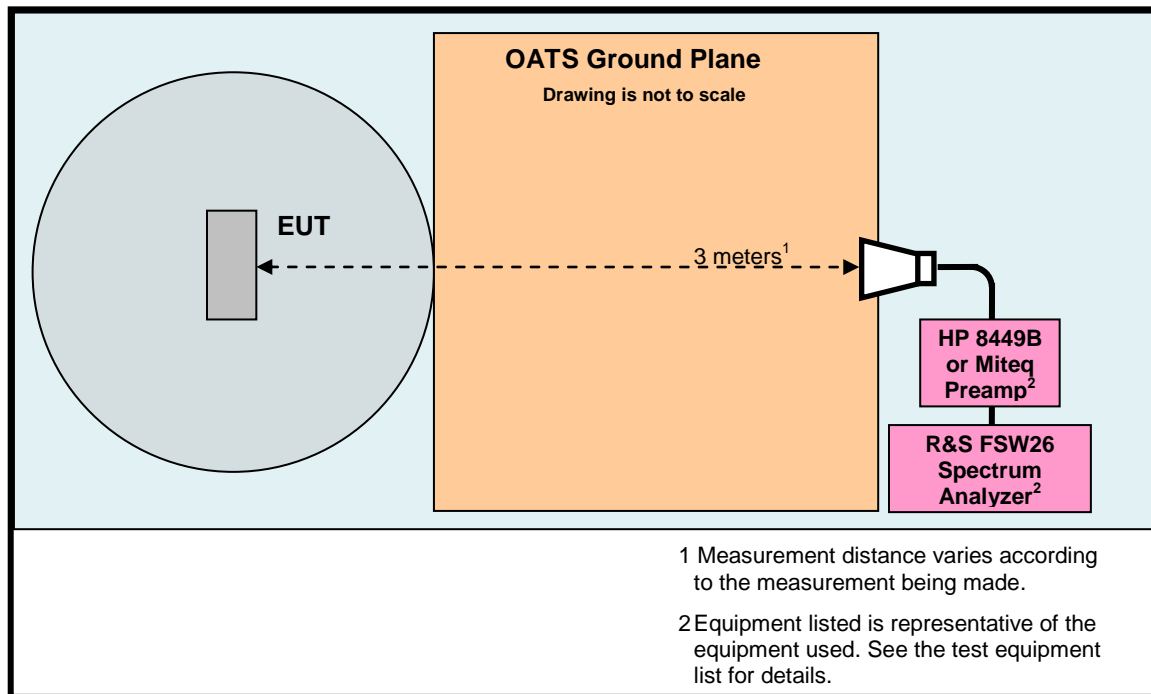 OATS Ground Plane
Drawing is not to scale
EUT
3 meters¹
HP 8449B
or Miteq
Preamp²
R&S FSW26
Spectrum
Analyzer²
1 Measurement distance varies according
to the measurement being made.
2 Equipment listed is representative of the
equipment used. See the test equipment
list for details.